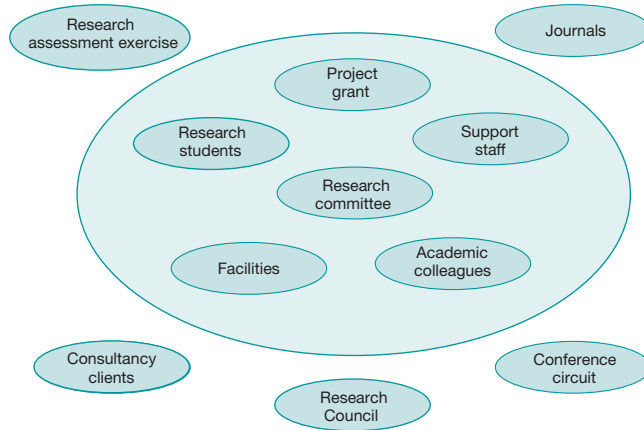 Research
assessment exercise
Journals
Project
grant
Research
students
Support
staff
Research
committee
Facilities
Academic
colleagues
Consultancy
clients
Conference
circuit
Research
Council